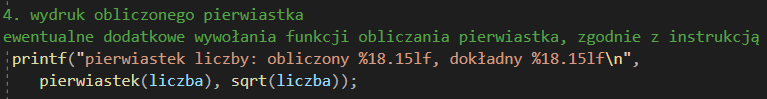 4. wydruk obliczonego pierwiastka
ewentualne dodatkowe wywołania funkcji obliczania pierwiastka, zgodnie z instrukcją
printf("pierwiastek liczby: obliczony %18.15lf, dokładny %18.15lf\n",
pierwiastek(liczba), sqrt(liczba));